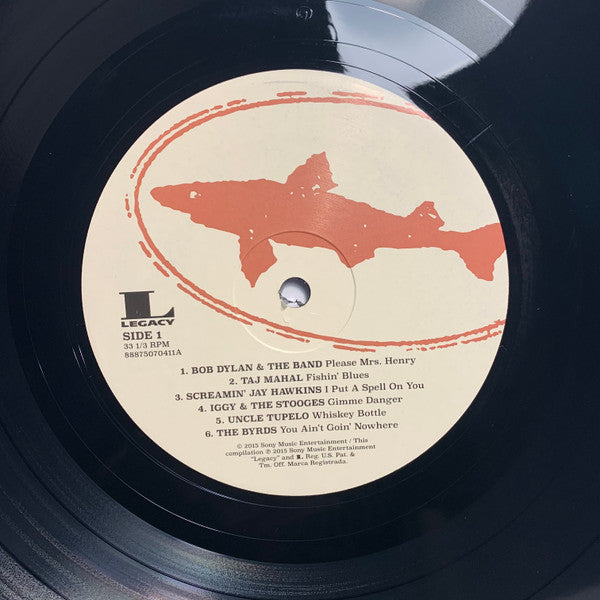 L
LEGACY
SIDE 1
33 1/3 RPM
88875070411A
1. BOB DYLAN & THE BAND Please Mrs. Henry
2. TAJ MAHAL Fishin' Blues
3. SCREAMIN' JAY HAWKINS I Put A Spell On You
4. IGGY & THE STOOGES Gimme Danger
5. UNCLE TUPELO Whiskey Bottle
6. THE BYRDS You Ain't Goin' Nowhere
© 2015 Sony Music Entertainment / This
compilation ℗ 2015 Sony Music Entertainment
"Legacy" and L Reg. U.S. Pat. &
Tm. Off. Marca Registrada.